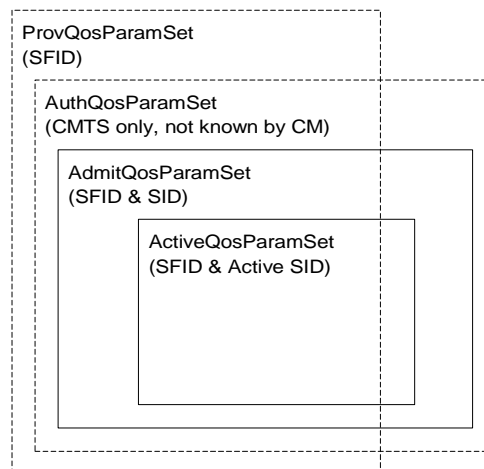 ProvQosParamSet
(SFID)
AuthQosParamSet
(CMTS only, not known by CM)
AdmitQosParamSet
(SFID & SID)
ActiveQosParamSet
(SFID & Active SID)